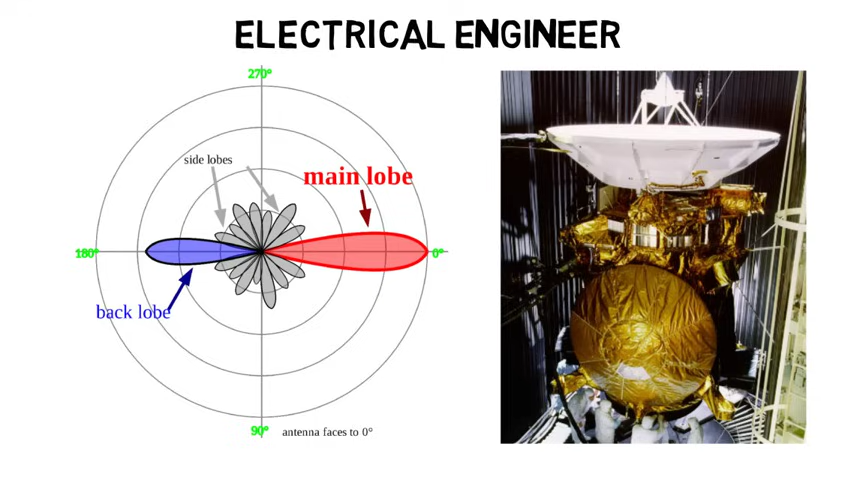 ELECTRICAL ENGINEER
270°
side lobes
main lobe
180°
0°
back lobe
90°
antenna faces to 0°